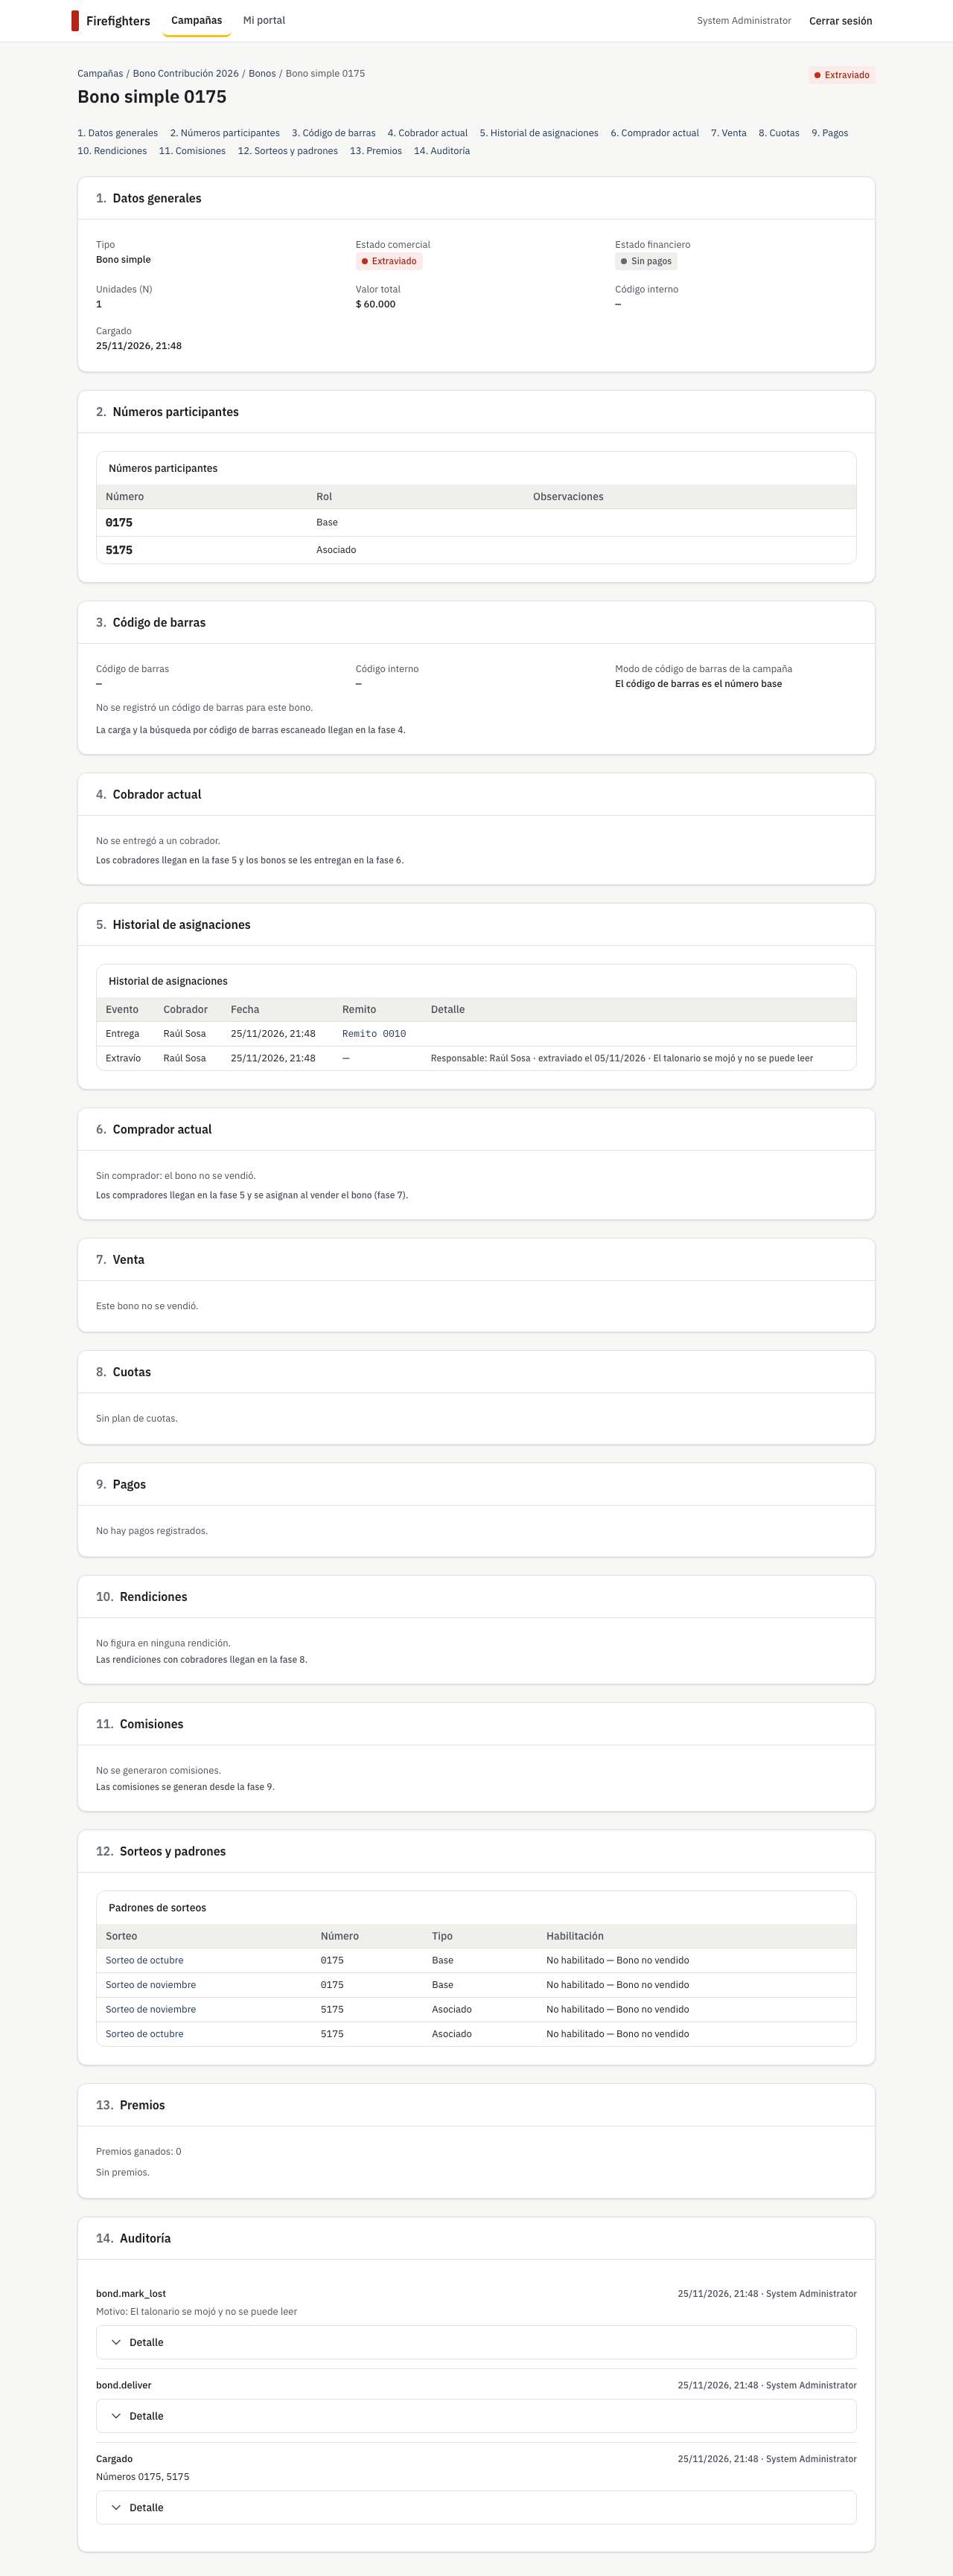 Firefighters Campañas Mi portal System Administrator Cerrar sesión
Campañas / Bono Contribución 2026 / Bonos / Bono simple 0175
Extraviado
Bono simple 0175
1. Datos generales 2. Números participantes 3. Código de barras 4. Cobrador actual 5. Historial de asignaciones 6. Comprador actual 7. Venta 8. Cuotas 9. Pagos
10. Rendiciones 11. Comisiones 12. Sorteos y padrones 13. Premios 14. Auditoría
1. Datos generales
Tipo Estado comercial Estado financiero
Bono simple Extraviado Sin pagos
Unidades (N) Valor total Código interno
1 $ 60.000 —
Cargado
25/11/2026, 21:48
2. Números participantes
Números participantes
Número Rol Observaciones
0175 Base
5175 Asociado
3. Código de barras
Código de barras Código interno Modo de código de barras de la campaña
— — El código de barras es el número base
No se registró un código de barras para este bono.
La carga y la búsqueda por código de barras escaneado llegan en la fase 4.
4. Cobrador actual
No se entregó a un cobrador.
Los cobradores llegan en la fase 5 y los bonos se les entregan en la fase 6.
5. Historial de asignaciones
Historial de asignaciones
Evento Cobrador Fecha Remito Detalle
Entrega Raúl Sosa 25/11/2026, 21:48 Remito 0010
Extravío Raúl Sosa 25/11/2026, 21:48 — Responsable: Raúl Sosa · extraviado el 05/11/2026 · El talonario se mojó y no se puede leer
6. Comprador actual
Sin comprador: el bono no se vendió.
Los compradores llegan en la fase 5 y se asignan al vender el bono (fase 7).
7. Venta
Este bono no se vendió.
8. Cuotas
Sin plan de cuotas.
9. Pagos
No hay pagos registrados.
10. Rendiciones
No figura en ninguna rendición.
Las rendiciones con cobradores llegan en la fase 8.
11. Comisiones
No se generaron comisiones.
Las comisiones se generan desde la fase 9.
12. Sorteos y padrones
Padrones de sorteos
Sorteo Número Tipo Habilitación
Sorteo de octubre 0175 Base No habilitado — Bono no vendido
Sorteo de noviembre 0175 Base No habilitado — Bono no vendido
Sorteo de noviembre 5175 Asociado No habilitado — Bono no vendido
Sorteo de octubre 5175 Asociado No habilitado — Bono no vendido
13. Premios
Premios ganados: 0
Sin premios.
14. Auditoría
bond.mark_lost 25/11/2026, 21:48 · System Administrator
Motivo: El talonario se mojó y no se puede leer
Detalle
bond.deliver 25/11/2026, 21:48 · System Administrator
Detalle
Cargado 25/11/2026, 21:48 · System Administrator
Números 0175, 5175
Detalle